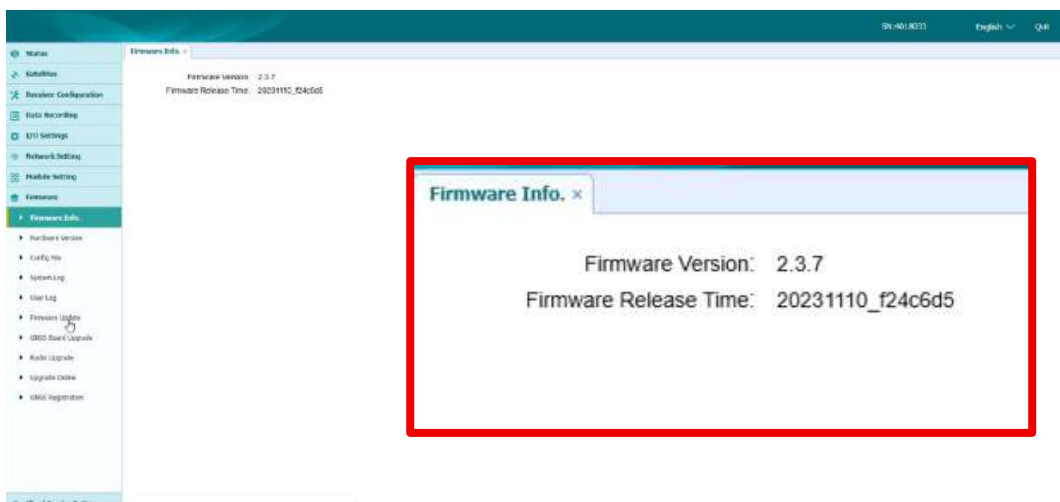 SN:4018033 English Quit
Status
Firmware Info. ×
Satellites
Firmware Version: 2.3.7
Firmware Release Time: 20231110_f24c6d5
Receiver Configuration
Data Recording
I/O Settings
Network Setting
Module Setting
Firmware
Firmware Info.
Hardware Version
Config File
System Log
User Log
Firmware Update
GNSS Board Upgrade
Radio Upgrade
Upgrade Online
GNSS Registration
Firmware Info. ×
Firmware Version: 2.3.7
Firmware Release Time: 20231110_f24c6d5